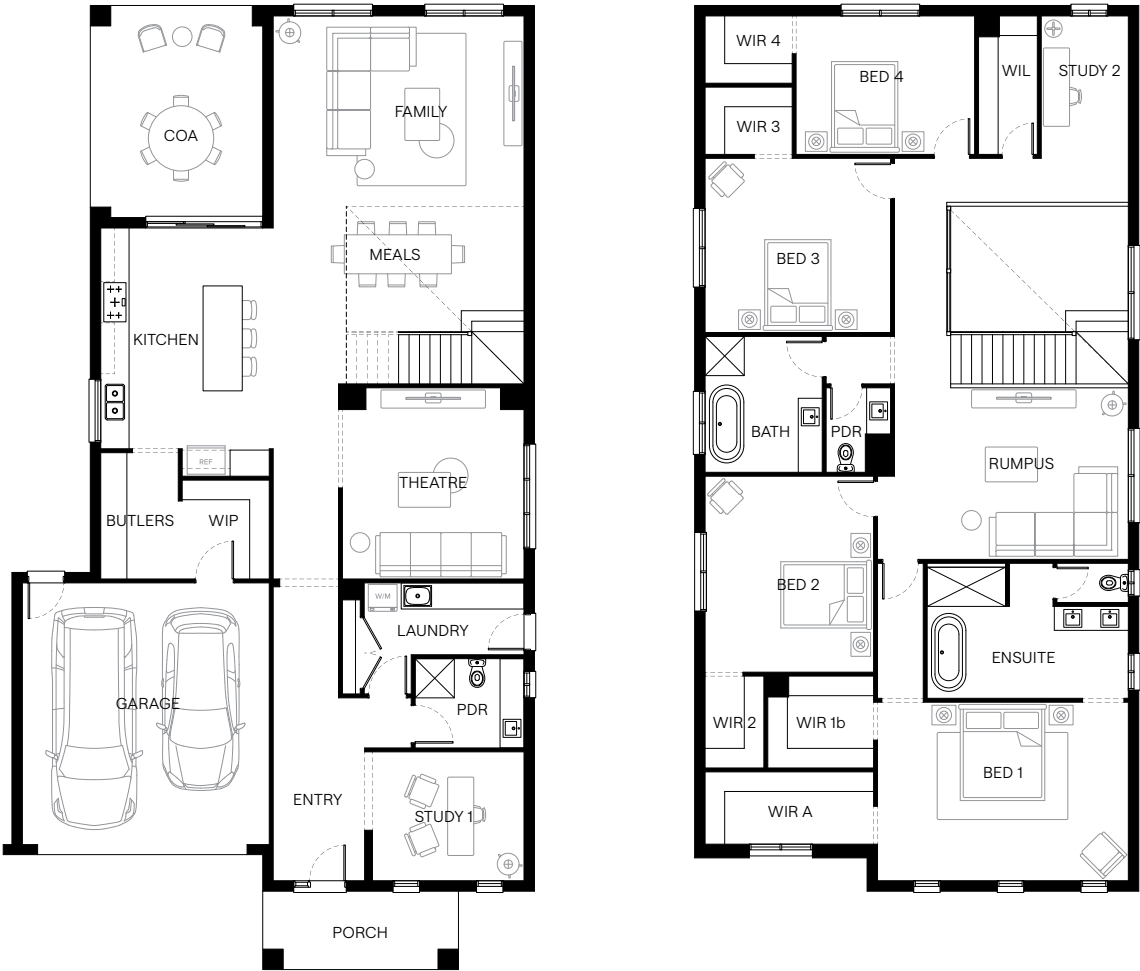 COA
FAMILY
MEALS
KITCHEN
REF
THEATRE
BUTLERS
WIP
W/M
LAUNDRY
GARAGE
PDR
ENTRY
STUDY 1
PORCH
WIR 4
BED 4
WIL
STUDY 2
WIR 3
BED 3
BATH
PDR
RUMPUS
BED 2
ENSUITE
WIR 2
WIR 1b
BED 1
WIR A